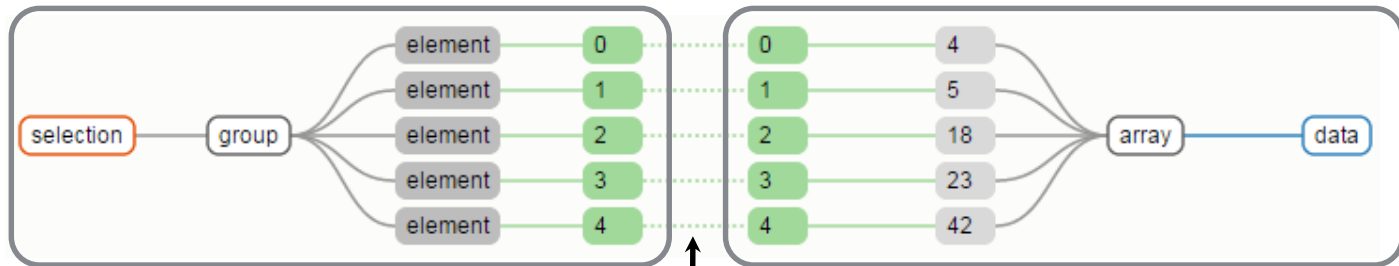 element 0 0 4
element 1 1 5
selection group element 2 2 18 array data
element 3 3 23
element 4 4 42